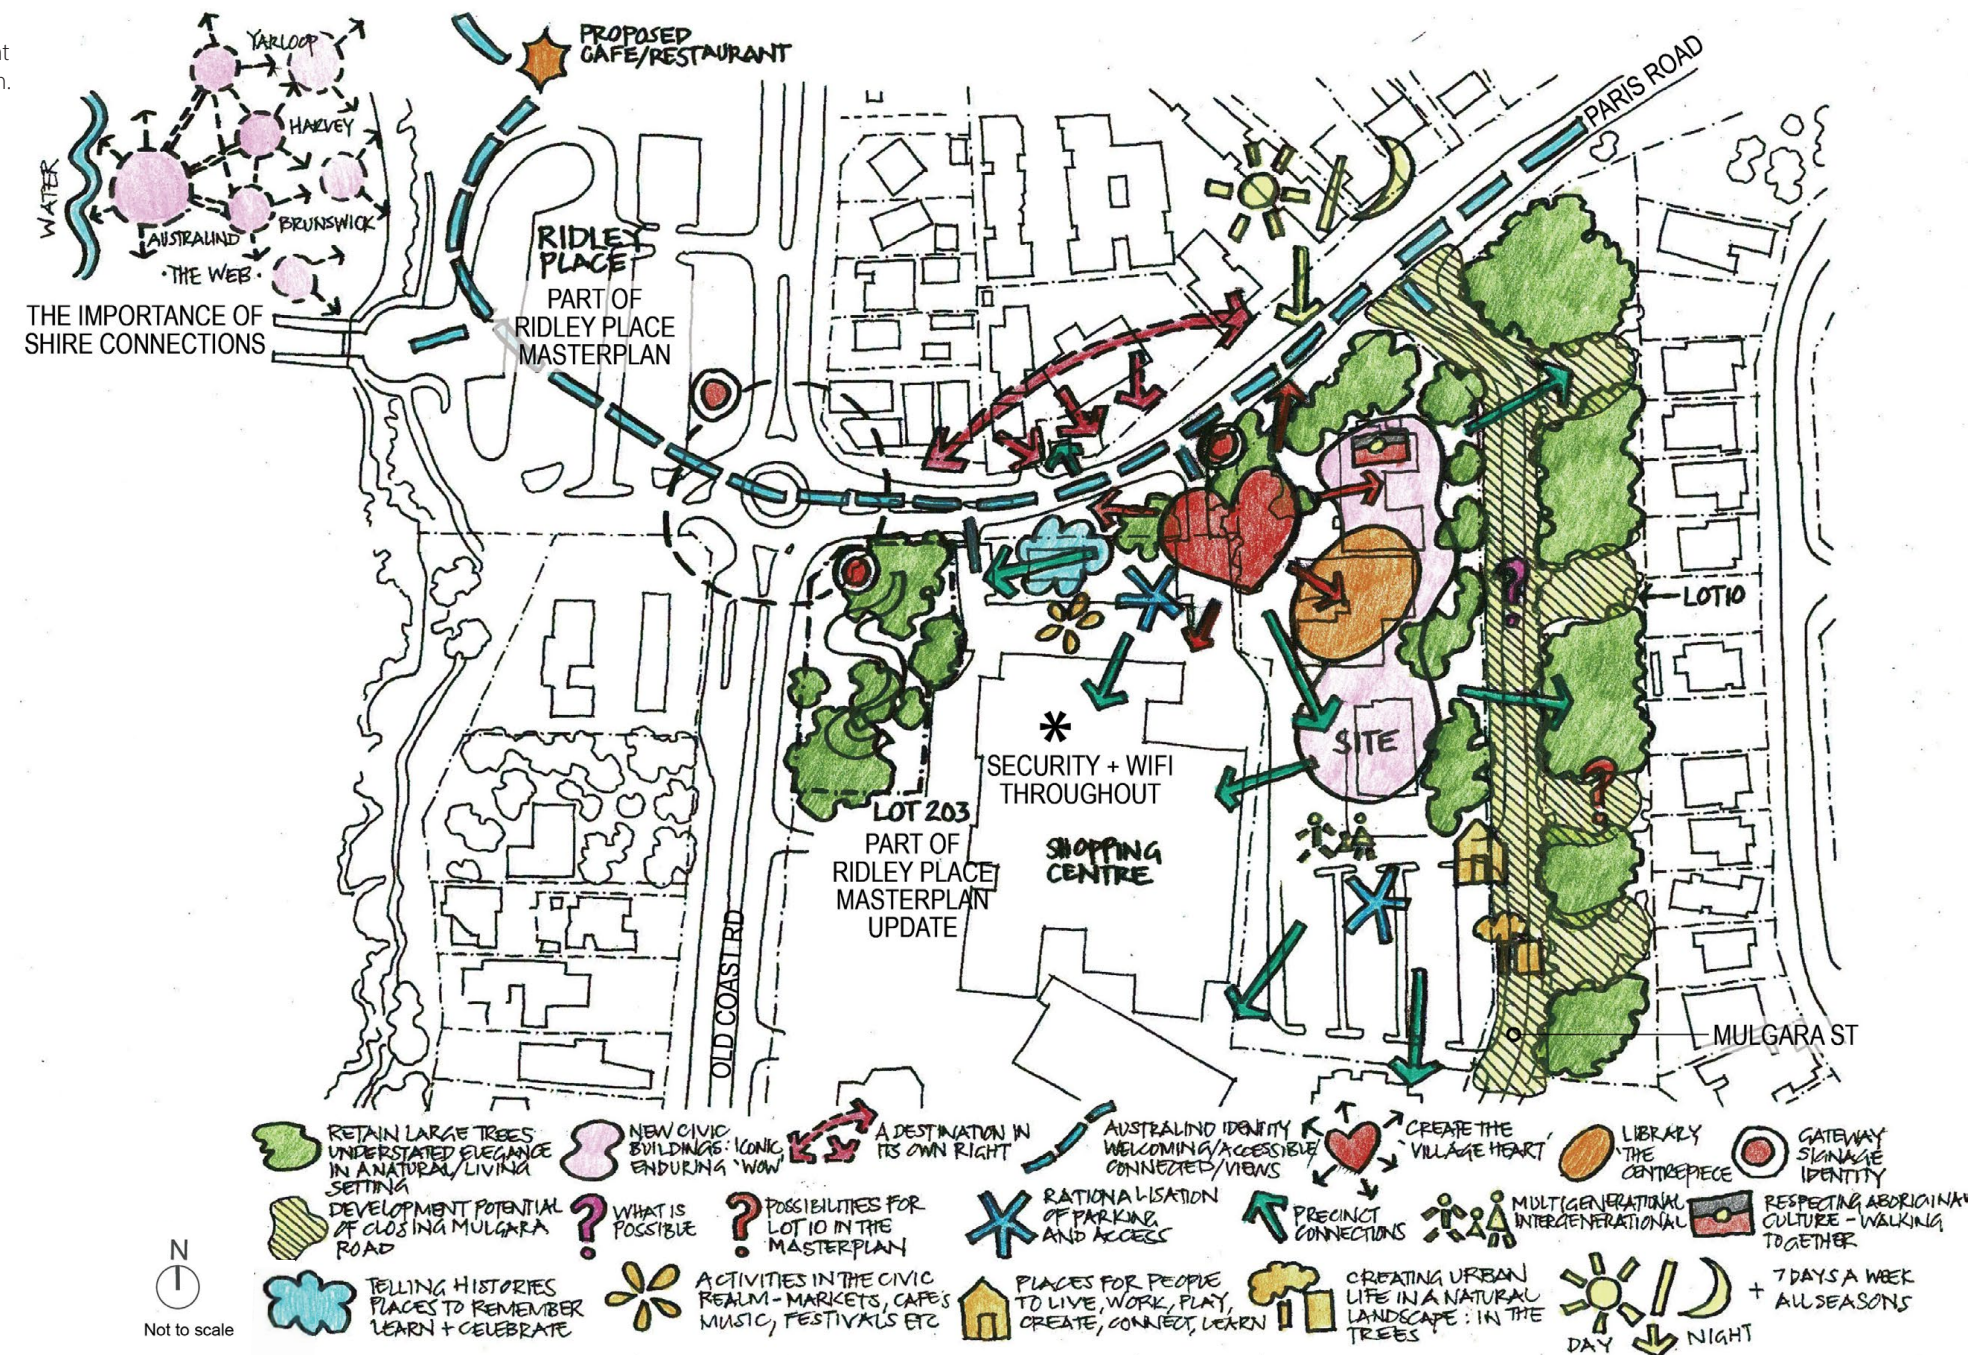 nt
n.
YARLOOP
HARVEY
WATER
BRUNSWICK
AUSTRALIND
·THE WEB·
THE IMPORTANCE OF
SHIRE CONNECTIONS
PROPOSED
CAFE/RESTAURANT
RIDLEY
PLACE
PART OF
RIDLEY PLACE
MASTERPLAN
PARIS ROAD
?
LOT10
SITE
*
SECURITY + WIFI
THROUGHOUT
?
LOT 203
PART OF
RIDLEY PLACE
MASTERPLAN
UPDATE
SHOPPING
CENTRE
OLD COAST RD
MULGARA ST
RETAIN LARGE TREES
UNDERSTATED ELEGANCE
IN A NATURAL/LIVING
SETTING
NEW CIVIC
BUILDINGS: ICONIC,
ENDURING 'WOW'
A DESTINATION IN
ITS OWN RIGHT
AUSTRALIND IDENTITY
WELCOMING/ACCESSIBLE
CONNECTED/VIEWS
CREATE THE
'VILLAGE HEART'
LIBRARY
'THE
CENTREPIECE'
GATEWAY
SIGNAGE
IDENTITY
DEVELOPMENT POTENTIAL
OF CLOSING MULGARA
ROAD
?
WHAT IS
POSSIBLE
?
POSSIBILITIES FOR
LOT 10 IN THE
MASTERPLAN
RATIONALISATION
OF PARKING
AND ACCESS
PRECINCT
CONNECTIONS
MULTIGENERATIONAL
INTERGENERATIONAL
RESPECTING ABORIGINAL
CULTURE - WALKING
TOGETHER
TELLING HISTORIES
PLACES TO REMEMBER
LEARN + CELEBRATE
ACTIVITIES IN THE CIVIC
REALM - MARKETS, CAFE'S
MUSIC, FESTIVALS ETC
PLACES FOR PEOPLE
TO LIVE, WORK, PLAY,
CREATE, CONNECT, LEARN
CREATING URBAN
LIFE IN A NATURAL
LANDSCAPE: IN THE
TREES
DAY
NIGHT
+ 7 DAYS A WEEK
ALL SEASONS
N
Not to scale